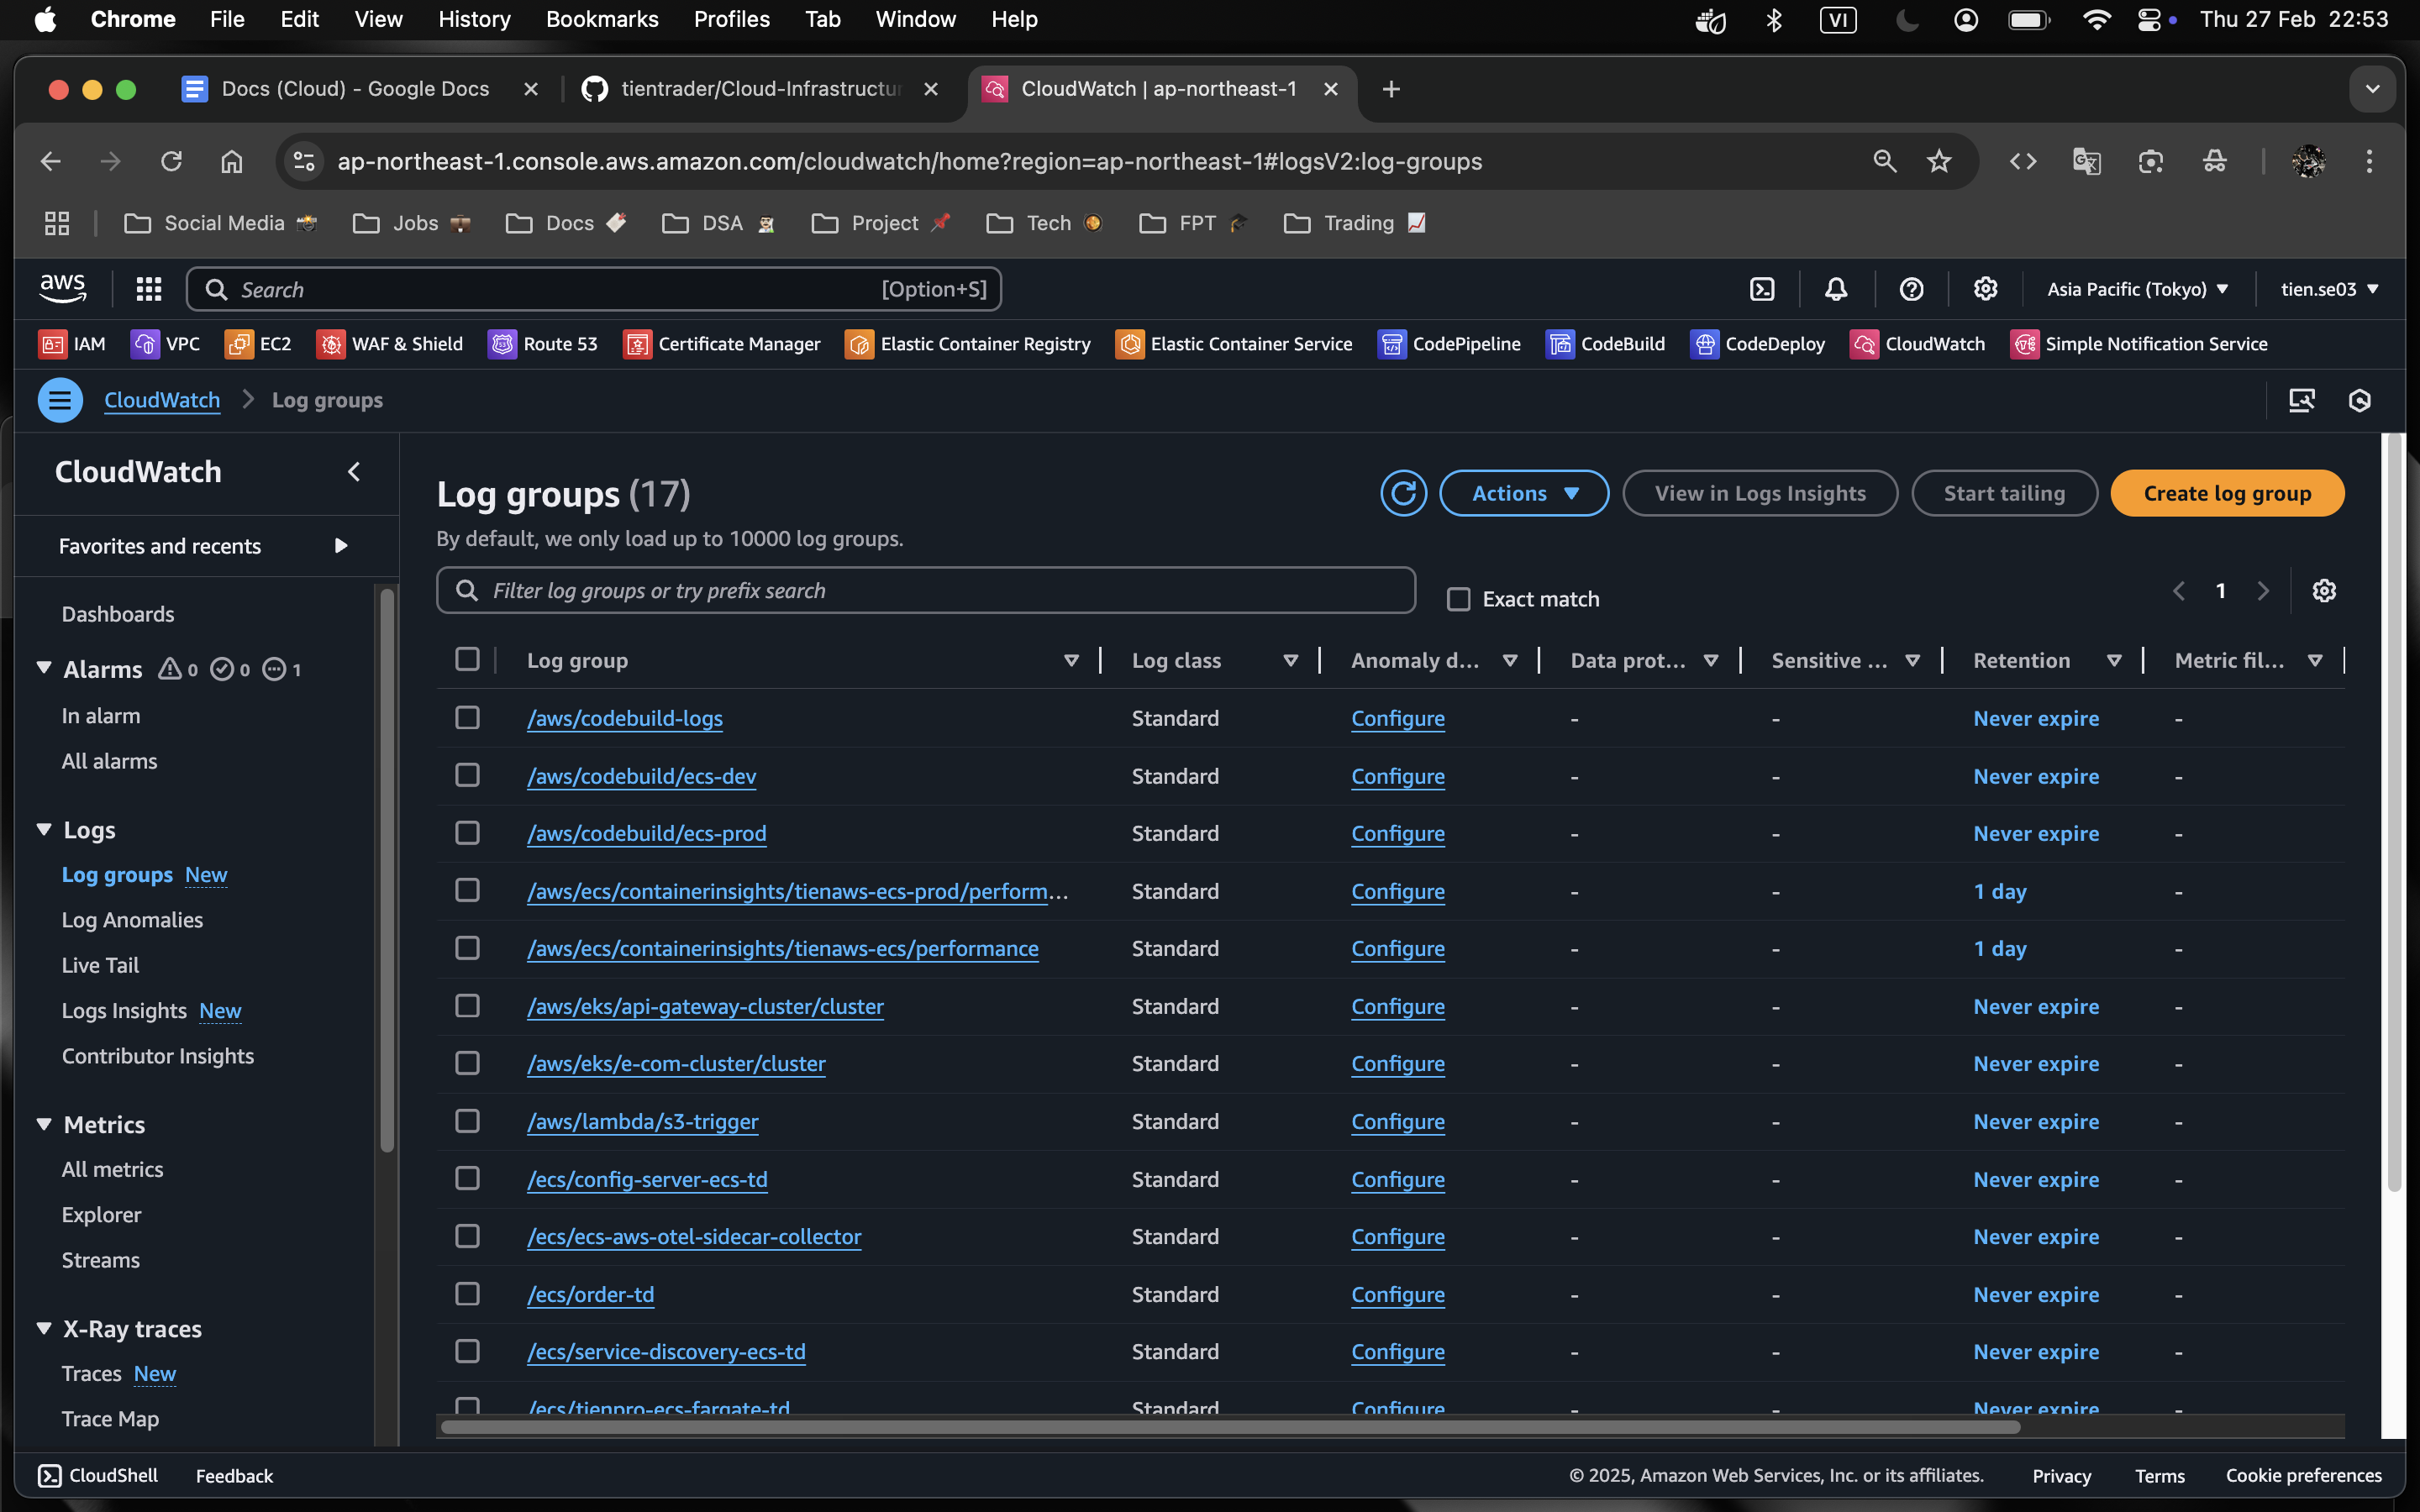 Chrome File Edit View History Bookmarks Profiles Tab Window Help VI Thu 27 Feb 22:53
Docs (Cloud) - Google Docs tientrader/Cloud-Infrastructur CloudWatch | ap-northeast-1
ap-northeast-1.console.aws.amazon.com/cloudwatch/home?region=ap-northeast-1#logsV2:log-groups
Social Media Jobs Docs DSA Project Tech FPT Trading
aws Search [Option+S] Asia Pacific (Tokyo) tien.se03
IAM VPC EC2 WAF & Shield Route 53 Certificate Manager Elastic Container Registry Elastic Container Service CodePipeline CodeBuild CodeDeploy CloudWatch Simple Notification Service
CloudWatch Log groups
CloudWatch
Favorites and recents
Dashboards
Alarms 0 0 1
In alarm
All alarms
Logs
Log groups New
Log Anomalies
Live Tail
Logs Insights New
Contributor Insights
Metrics
All metrics
Explorer
Streams
X-Ray traces
Traces New
Trace Map
Log groups (17) Actions View in Logs Insights Start tailing Create log group
By default, we only load up to 10000 log groups.
Filter log groups or try prefix search Exact match 1
Log group Log class Anomaly d... Data prot... Sensitive ... Retention Metric fil...
/aws/codebuild-logs Standard Configure - - Never expire -
/aws/codebuild/ecs-dev Standard Configure - - Never expire -
/aws/codebuild/ecs-prod Standard Configure - - Never expire -
/aws/ecs/containerinsights/tienaws-ecs-prod/perform... Standard Configure - - 1 day -
/aws/ecs/containerinsights/tienaws-ecs/performance Standard Configure - - 1 day -
/aws/eks/api-gateway-cluster/cluster Standard Configure - - Never expire -
/aws/eks/e-com-cluster/cluster Standard Configure - - Never expire -
/aws/lambda/s3-trigger Standard Configure - - Never expire -
/ecs/config-server-ecs-td Standard Configure - - Never expire -
/ecs/ecs-aws-otel-sidecar-collector Standard Configure - - Never expire -
/ecs/order-td Standard Configure - - Never expire -
/ecs/service-discovery-ecs-td Standard Configure - - Never expire -
/ecs/tienpro-ecs-fargate-td Standard Configure - - Never expire -
CloudShell Feedback © 2025, Amazon Web Services, Inc. or its affiliates. Privacy Terms Cookie preferences